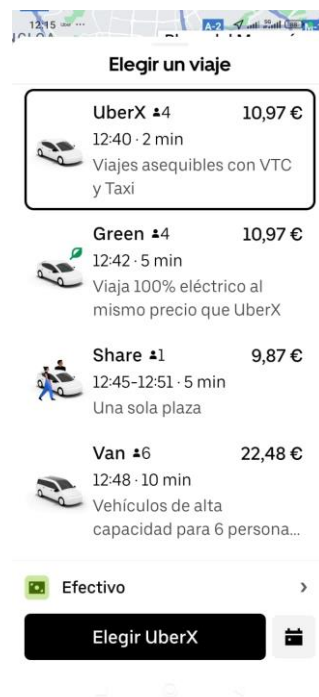 12:15
A-2
Elegir un viaje
UberX 4 10,97 €
12:40 · 2 min
Viajes asequibles con VTC
y Taxi
Green 4 10,97 €
12:42 · 5 min
Viaja 100% eléctrico al
mismo precio que UberX
Share 1 9,87 €
12:45-12:51 · 5 min
Una sola plaza
Van 6 22,48 €
12:48 · 10 min
Vehículos de alta
capacidad para 6 persona...
Efectivo
Elegir UberX